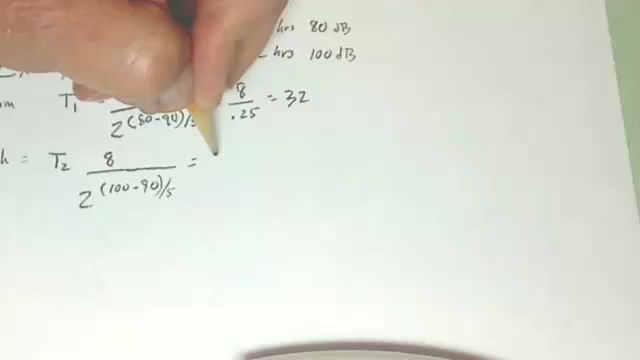 hrs 80 dB
hrs 100 dB
T₁ 2^(80-90)/5 8/.25 = 32
T₂ 8/2^(100-90)/5 =